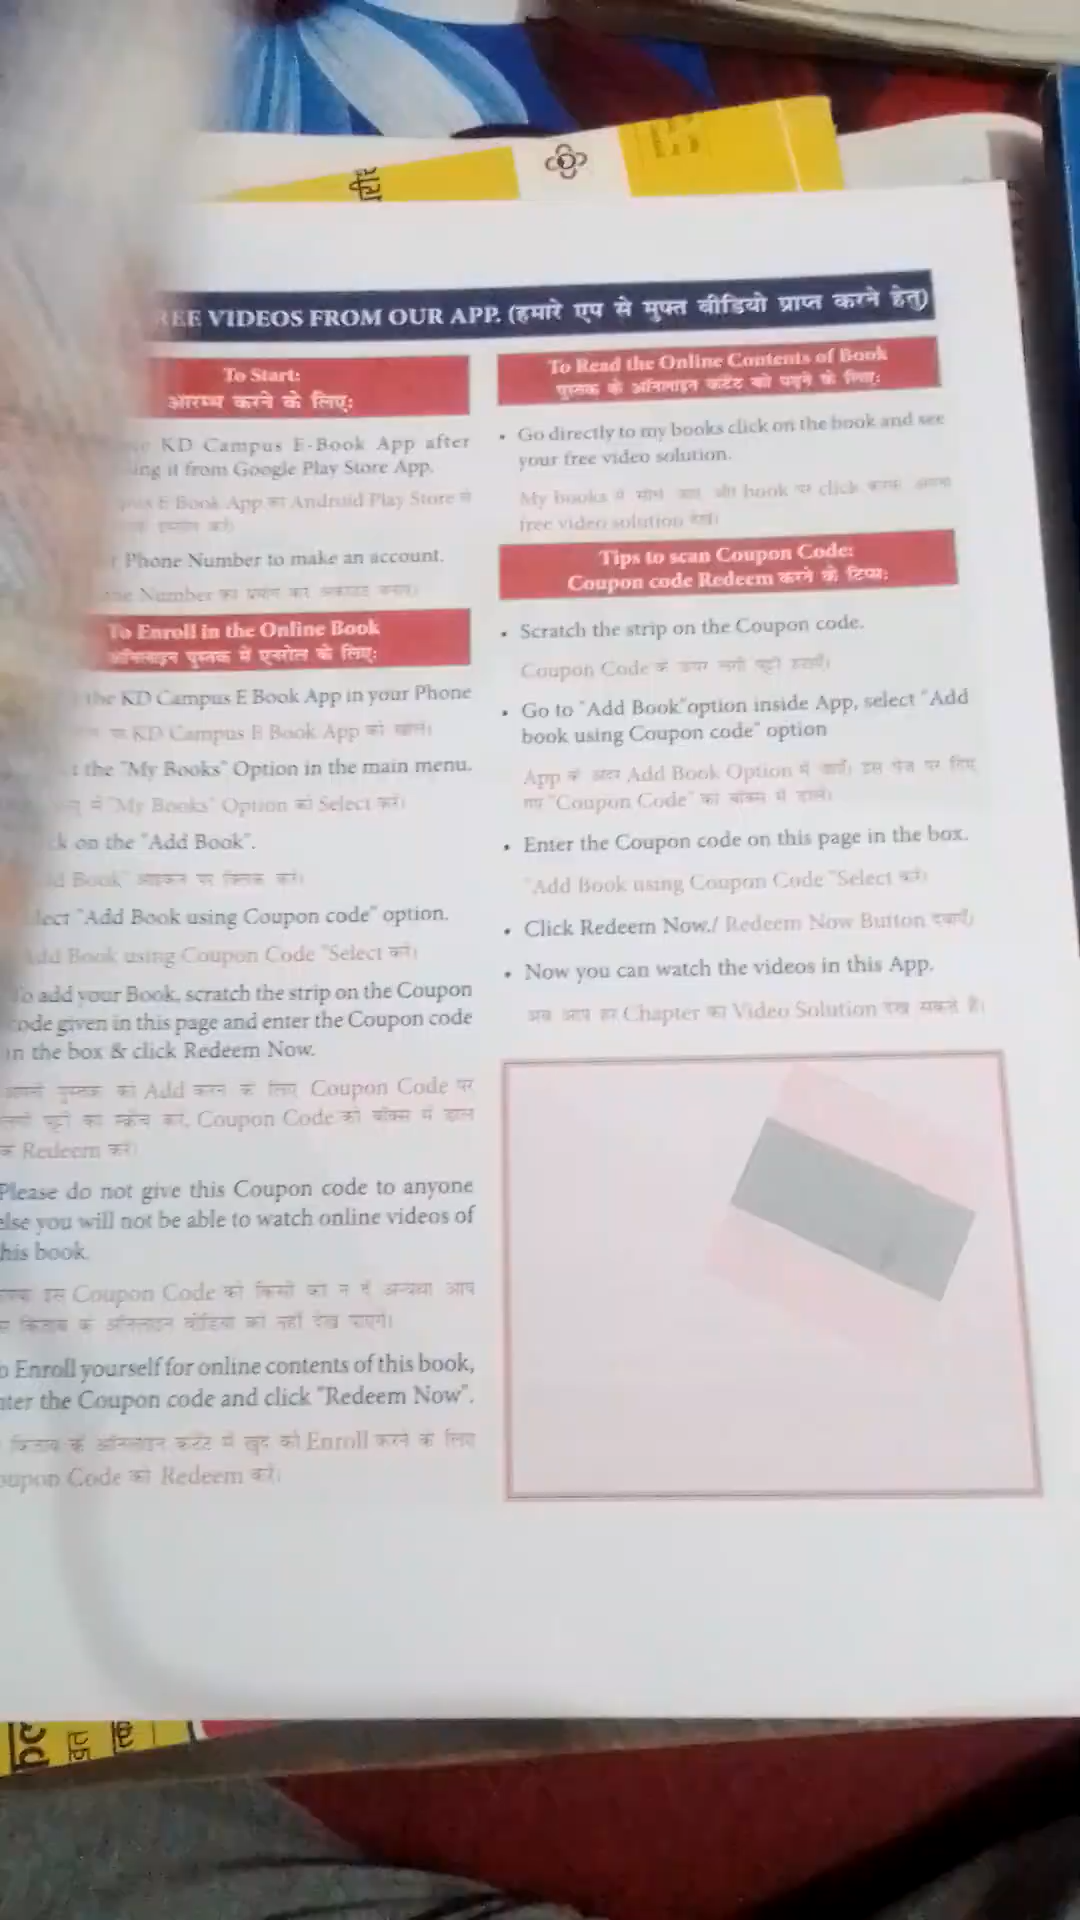 REE VIDEOS FROM OUR APP. (हमारे एप से मुफ्त वीडियो प्राप्त करने हेतु)
To Start:
आरम्भ करने के लिए:
KD Campus E-Book App after
ing it from Google Play Store App.
E Book App का Android Play Store से
Phone Number to make an account.
Number का प्रयोग कर अकाउंट बनाएं।
To Enroll in the Online Book
ऑनलाइन पुस्तक में एनरोल के लिए:
the KD Campus E Book App in your Phone
KD Campus E Book App को खोलें।
the "My Books" Option in the main menu.
में "My Books" Option को Select करें।
k on the "Add Book".
Book" आइकन पर क्लिक करें।
lect "Add Book using Coupon code" option.
Add Book using Coupon Code "Select करें।
To add your Book, scratch the strip on the Coupon
code given in this page and enter the Coupon code
in the box & click Redeem Now.
अपनी पुस्तक को Add करने के लिए Coupon Code पर
लगी पट्टी को स्क्रैच करें, Coupon Code को बॉक्स में डाल
Redeem करें।
Please do not give this Coupon code to anyone
else you will not be able to watch online videos of
his book.
इस Coupon Code को किसी को न दें अन्यथा आप
किताब के ऑनलाइन वीडियो को नहीं देख पाएंगे।
o Enroll yourself for online contents of this book,
nter the Coupon code and click "Redeem Now".
किताब के ऑनलाइन कंटेंट में खुद को Enroll करने के लिए
oupon Code को Redeem करें।
To Read the Online Contents of Book
पुस्तक के ऑनलाइन कंटेंट को पढ़ने के लिए:
• Go directly to my books click on the book and see
your free video solution.
My books में सीधे जाएं, और book पर click करके अपना
free video solution देखें।
Tips to scan Coupon Code:
Coupon code Redeem करने के टिप्स:
• Scratch the strip on the Coupon code.
Coupon Code के ऊपर लगी पट्टी हटाएँ।
• Go to "Add Book"option inside App, select "Add
book using Coupon code" option
App के अंदर Add Book Option में जाएँ। इस पेज पर दिए
गए "Coupon Code" को बॉक्स में डालें।
• Enter the Coupon code on this page in the box.
"Add Book using Coupon Code "Select करें।
• Click Redeem Now./ Redeem Now Button दबाएँ।
• Now you can watch the videos in this App.
अब आप हर Chapter का Video Solution देख सकते है।